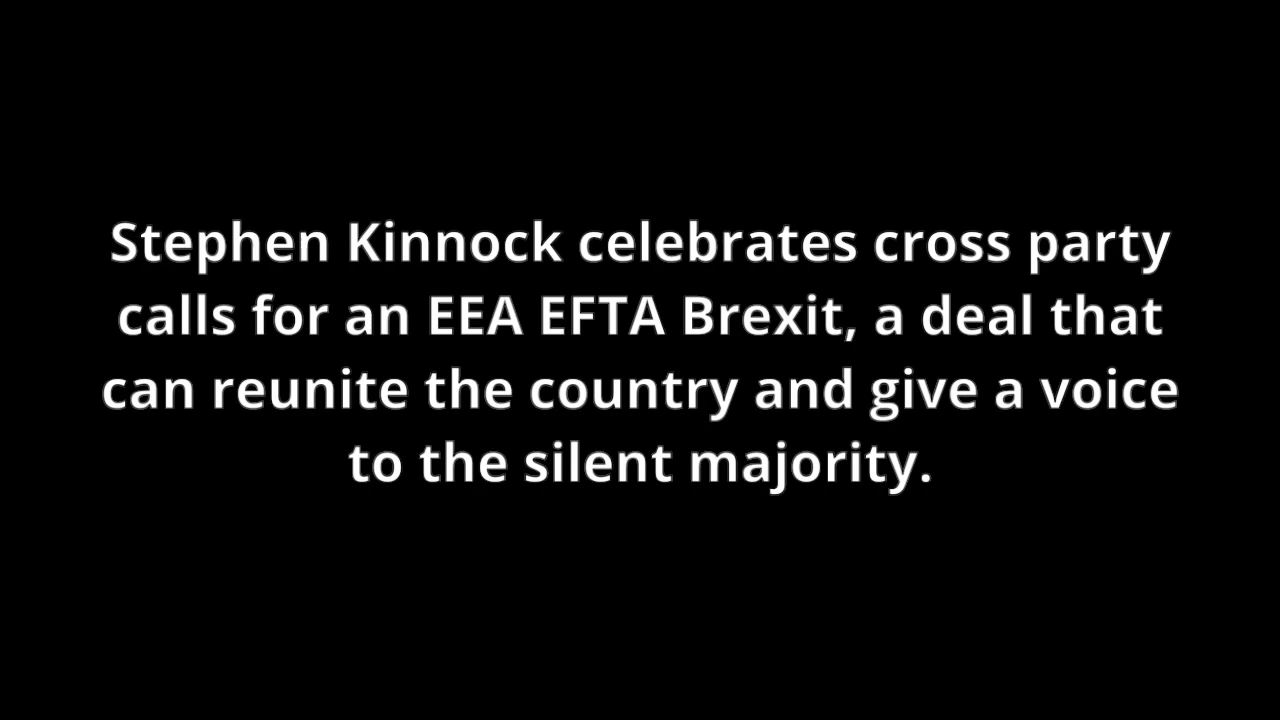 Stephen Kinnock celebrates cross party
calls for an EEA EFTA Brexit, a deal that
can reunite the country and give a voice
to the silent majority.